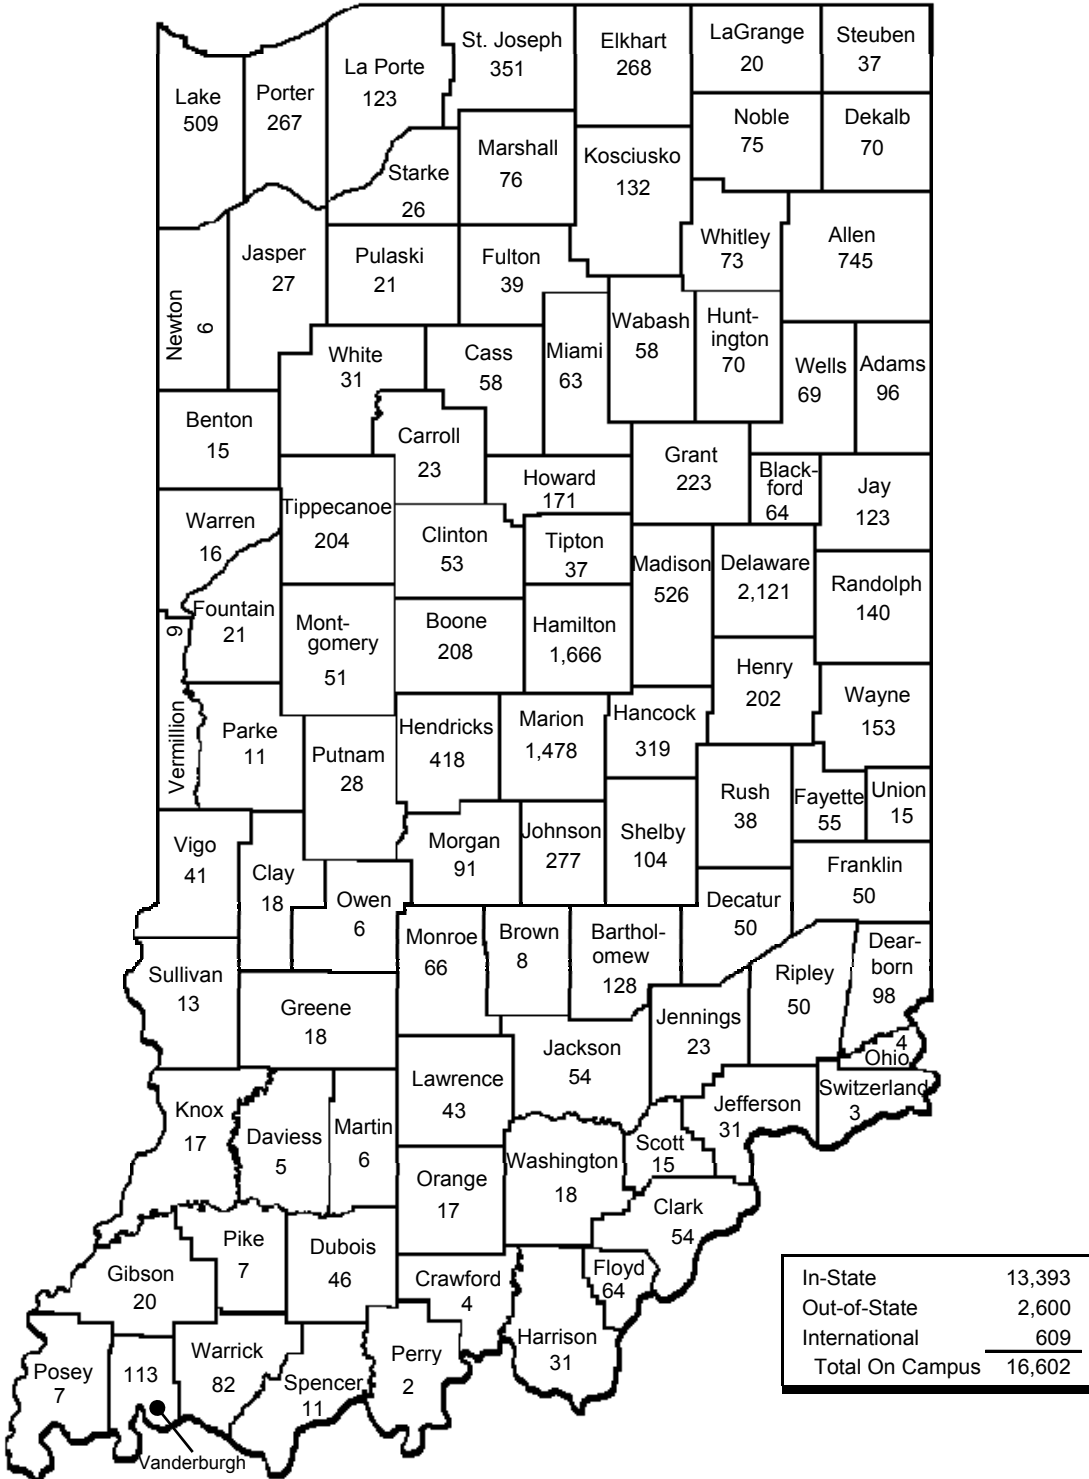 St. Joseph
351
Elkhart
268
LaGrange
20
Steuben
37
La Porte
123
Lake
509
Porter
267
Noble
75
Dekalb
70
Marshall
76
Kosciusko
132
Starke
26
Whitley
73
Allen
745
Jasper
27
Pulaski
21
Fulton
39
Newton
6
Wabash
58
Hunt-
ington
70
White
31
Cass
58
Miami
63
Wells
69
Adams
96
Benton
15
Carroll
23
Grant
223
Howard
171
Black-
ford
64
Jay
123
Warren
16
Tippecanoe
204
Clinton
53
Tipton
37
Madison
526
Delaware
2,121
Randolph
140
Fountain
21
Mont-
gomery
51
Boone
208
Hamilton
1,666
Vermillion
9
Henry
202
Wayne
153
Parke
11
Putnam
28
Hendricks
418
Marion
1,478
Hancock
319
Rush
38
Fayette
55
Union
15
Vigo
41
Clay
18
Morgan
91
Johnson
277
Shelby
104
Franklin
50
Owen
6
Decatur
50
Monroe
66
Brown
8
Barthol-
omew
128
Dear-
born
98
Sullivan
13
Greene
18
Ripley
50
Jennings
23
4
Ohio
Jackson
54
Lawrence
43
Switzerland
3
Knox
17
Daviess
5
Martin
6
Jefferson
31
Scott
15
Washington
18
Orange
17
Clark
54
Pike
7
Dubois
46
Gibson
20
Crawford
4
Floyd
64
Harrison
31
Posey
7
113
Vanderburgh
Warrick
82
Spencer
11
Perry
2
In-State 13,393
Out-of-State 2,600
International 609
Total On Campus 16,602